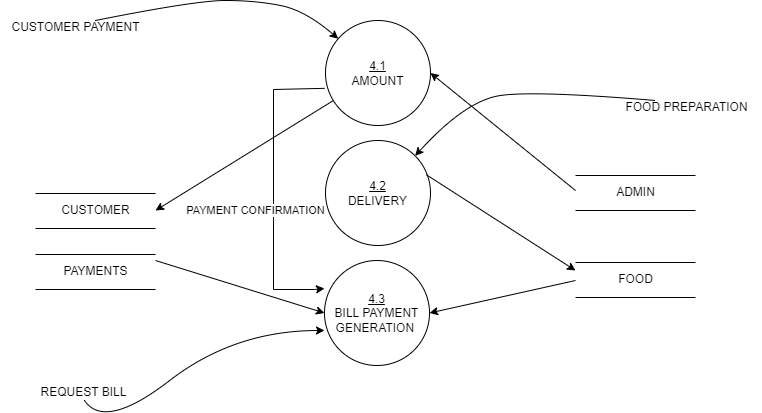 CUSTOMER PAYMENT
4.1
AMOUNT
FOOD PREPARATION
4.2
DELIVERY
ADMIN
CUSTOMER
PAYMENT CONFIRMATION
PAYMENTS
FOOD
4.3
BILL PAYMENT
GENERATION
REQUEST BILL